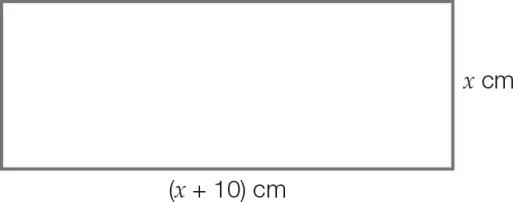 x cm
(x + 10) cm